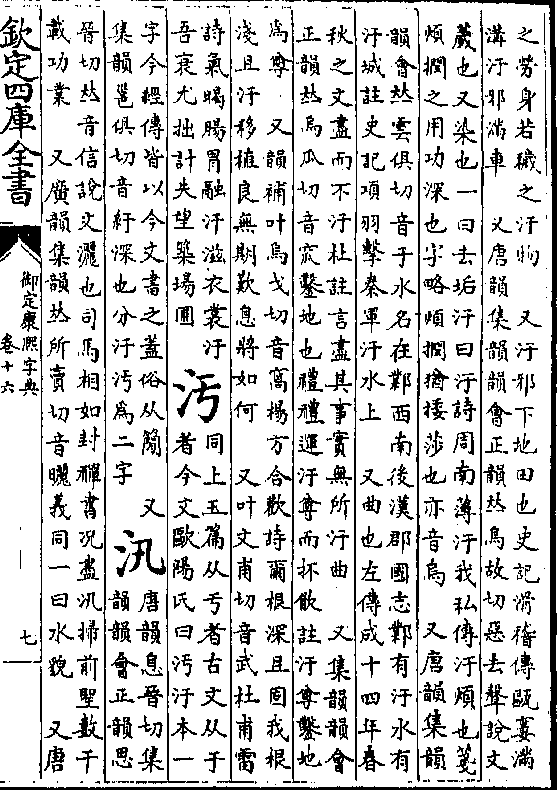 之勞身若穢之汙物　又汙邪下地田也史記滑稽傳甌窶滿
溝汙邪滿車　又唐韻集韻韻會正韻𠀤烏故切惡去聲說文
薉也又染也一曰去垢汙曰汙詩周南薄汙我私傳汙煩也箋
煩撋之用功深也字略煩撋猶捼莎也亦音烏　又唐韻集韻
韻會𠀤雲俱切音于水名在鄴西南後漢郡國志鄴有汙水有
汙城註史記項羽擊秦軍汙水上　又曲也左傳成十四年春
秋之文盡而不汙杜註言盡其事實無所汙曲　又集韻韻會
正韻𠀤烏瓜切音窊鑿地也禮禮運汙尊而杯飮註汙尊鑿地
爲尊　又韻補叶烏戈切音窩楊方合歡詩爾根深且固我根
淺且汙移植良無期歎息將如何　又叶文甫切音武杜甫雷
詩氣暍腸胃融汗滋衣裳汙吾衰尤拙計失望築場圃
汚
同上五篇从亐者古文从于者今文歐陽氏曰汚汙本一
字今經傳皆以今文書之蓋俗从簡　又集韻邕俱切音紆深也分汙汚爲二字
汛
唐韻息晉切集韻韻會正韻思
晉切𠀤音信說文灑也司馬相如封禪書況盡汛掃前聖數千
載功業　又廣韻集韻𠀤所賣切音曬義同一曰水貌　又唐
欽定四庫全書
御定康熙字典
卷十六
七